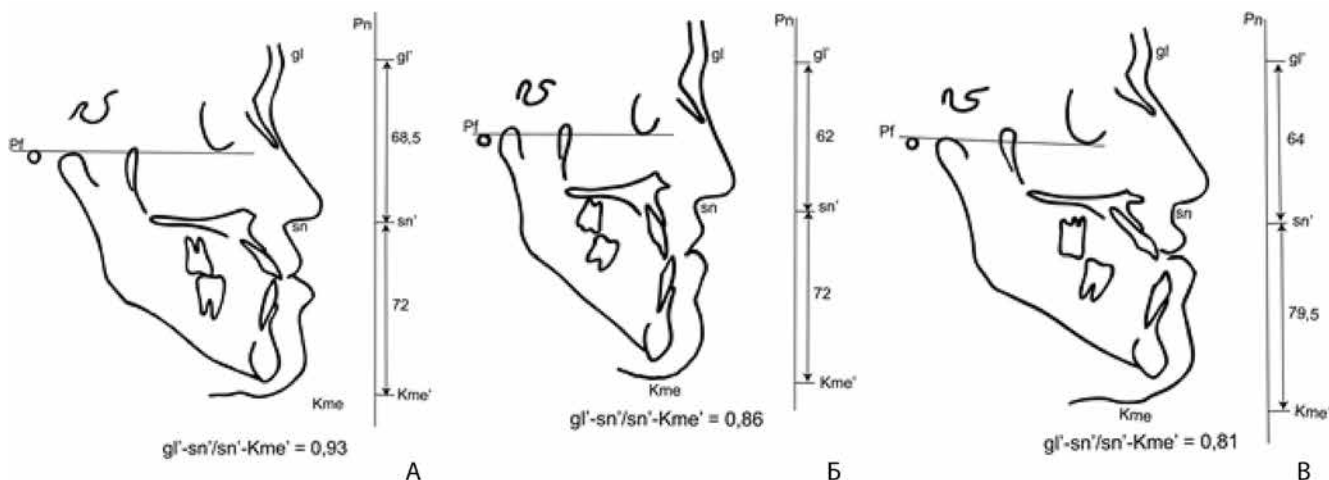 Pn
gl
gl'
68,5
Pf
sn
sn'
72
Kme
Kme'
gl'-sn'/sn'-Kme' = 0,93
А
Pn
gl
gl'
62
Pf
sn
sn'
72
Kme
Kme'
gl'-sn'/sn'-Kme' = 0,86
Б
Pn
gl
gl'
64
Pf
sn
sn'
79,5
Kme
Kme'
gl'-sn'/sn'-Kme' = 0,81
В